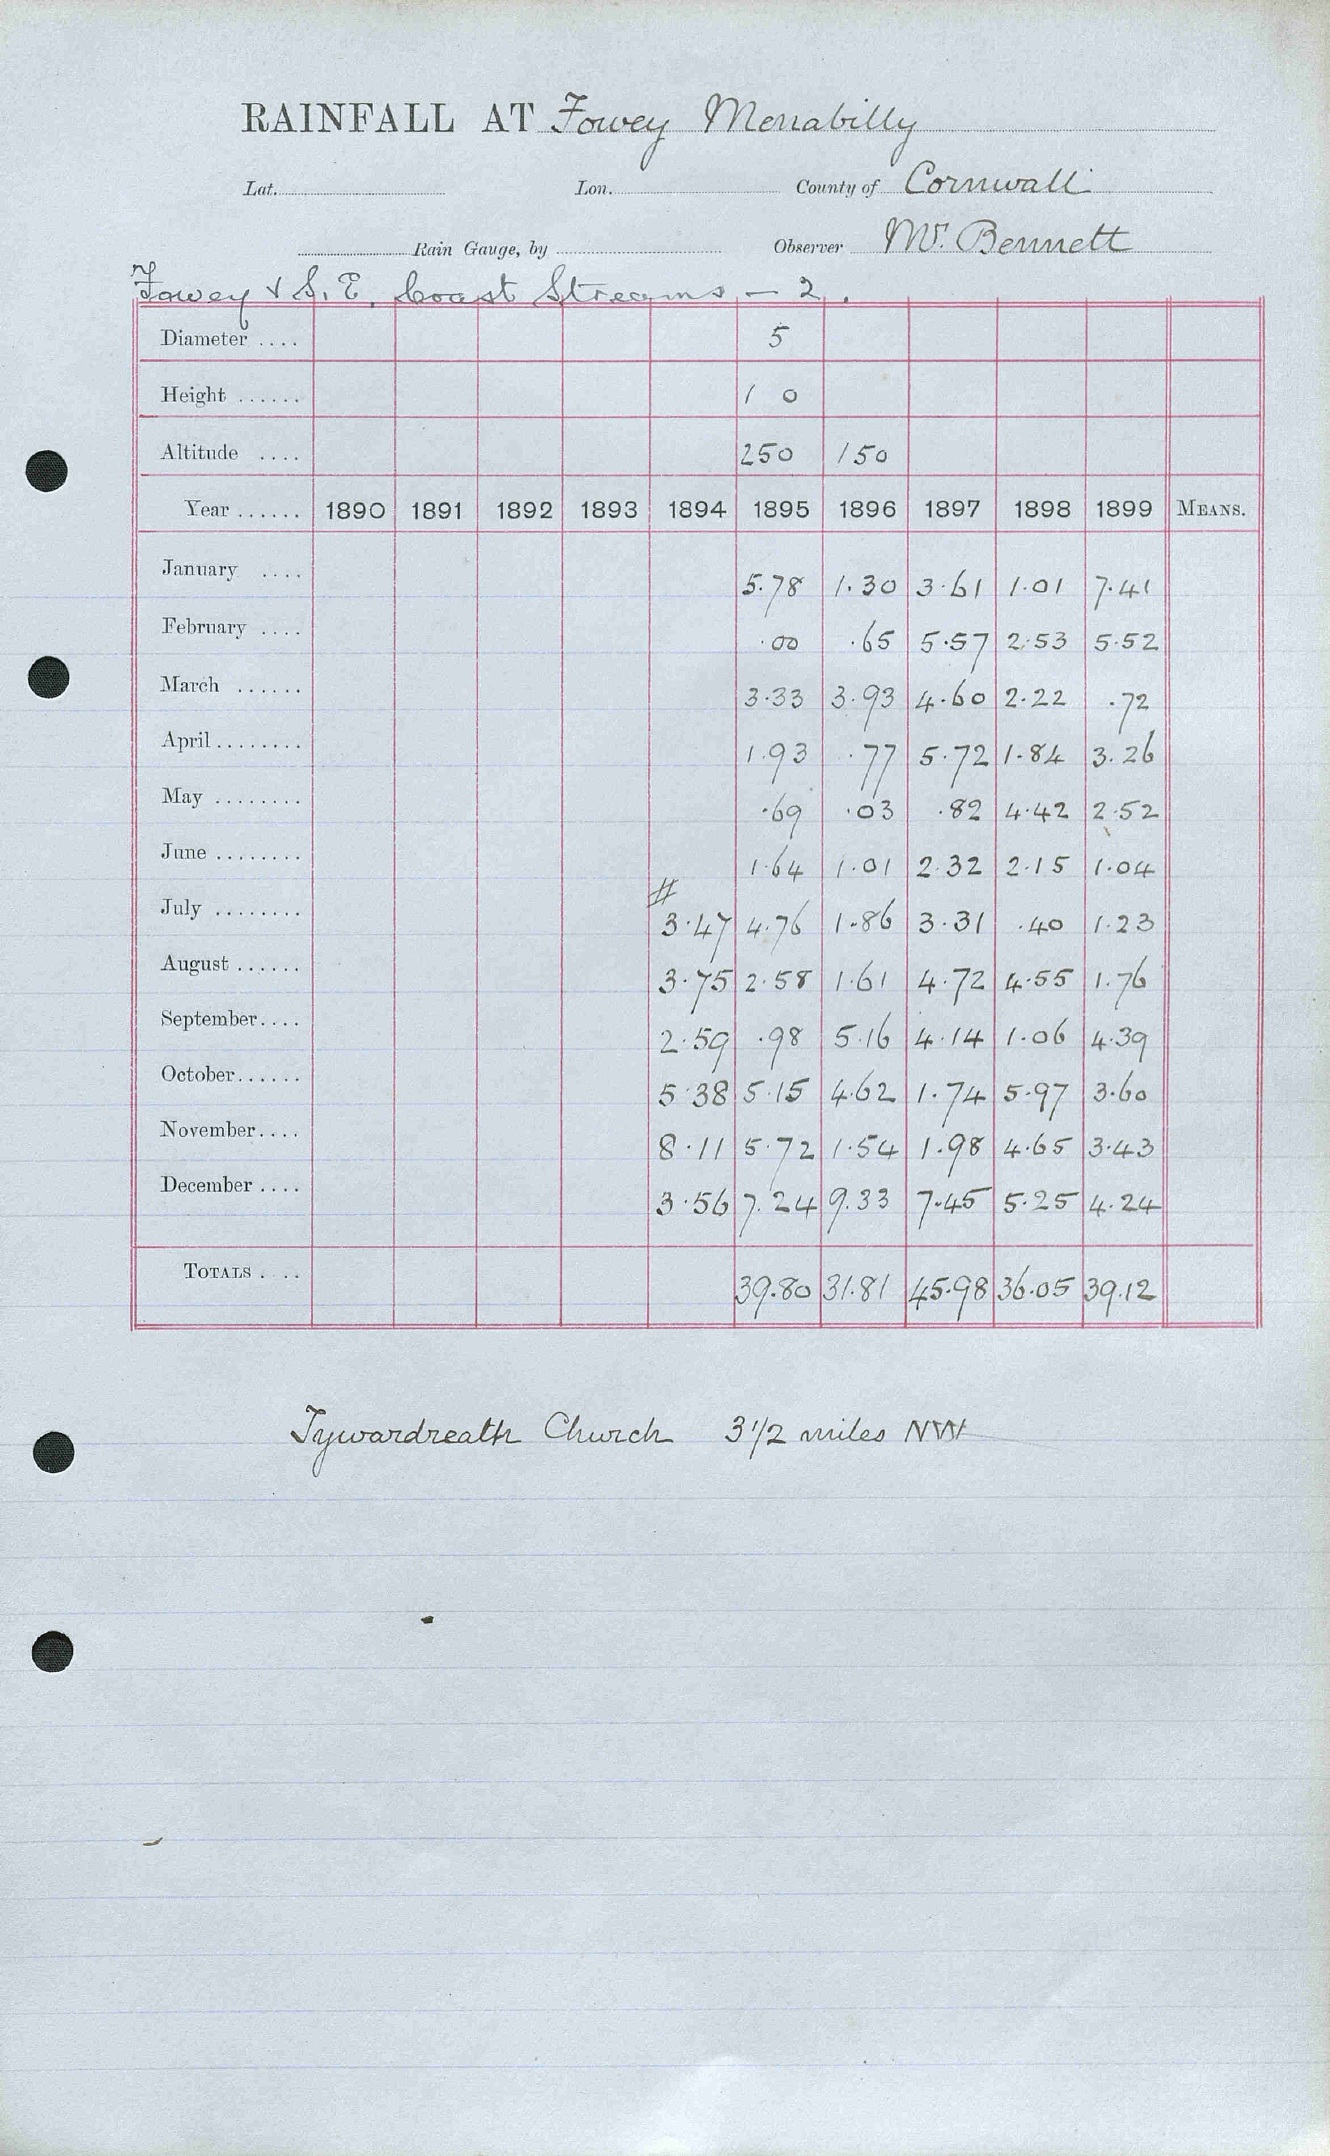 RAINFALL AT Fowey Menabilly
Lat. Lon. County of Cornwall
Rain Gauge, by Observer Mr. Bennett
Fowey & S. E. Coast Streams – 2.
Diameter .... 5
Height ...... 1 0
Altitude .... 250 150
Year ...... 1890 1891 1892 1893 1894 1895 1896 1897 1898 1899 MEANS.
January .... 5.78 1.30 3.61 1.01 7.41
February .... .00 .65 5.57 2.53 5.52
March ...... 3.33 3.93 4.60 2.22 .72
April ........ 1.93 .77 5.72 1.84 3.26
May ........ .69 .03 .82 4.42 2.52
June ........ 1.64 1.01 2.32 2.15 1.04
#
July ........ 3.47 4.76 1.86 3.31 .40 1.23
August ...... 3.75 2.58 1.61 4.72 4.55 1.76
September.... 2.59 .98 5.16 4.14 1.06 4.39
October...... 5.38 5.15 4.62 1.74 5.97 3.60
November.... 8.11 5.72 1.54 1.98 4.65 3.43
December .... 3.56 7.24 9.33 7.45 5.25 4.24
TOTALS .... 39.80 31.81 45.98 36.05 39.12
Tywardreath Church 3 1/2 miles NW